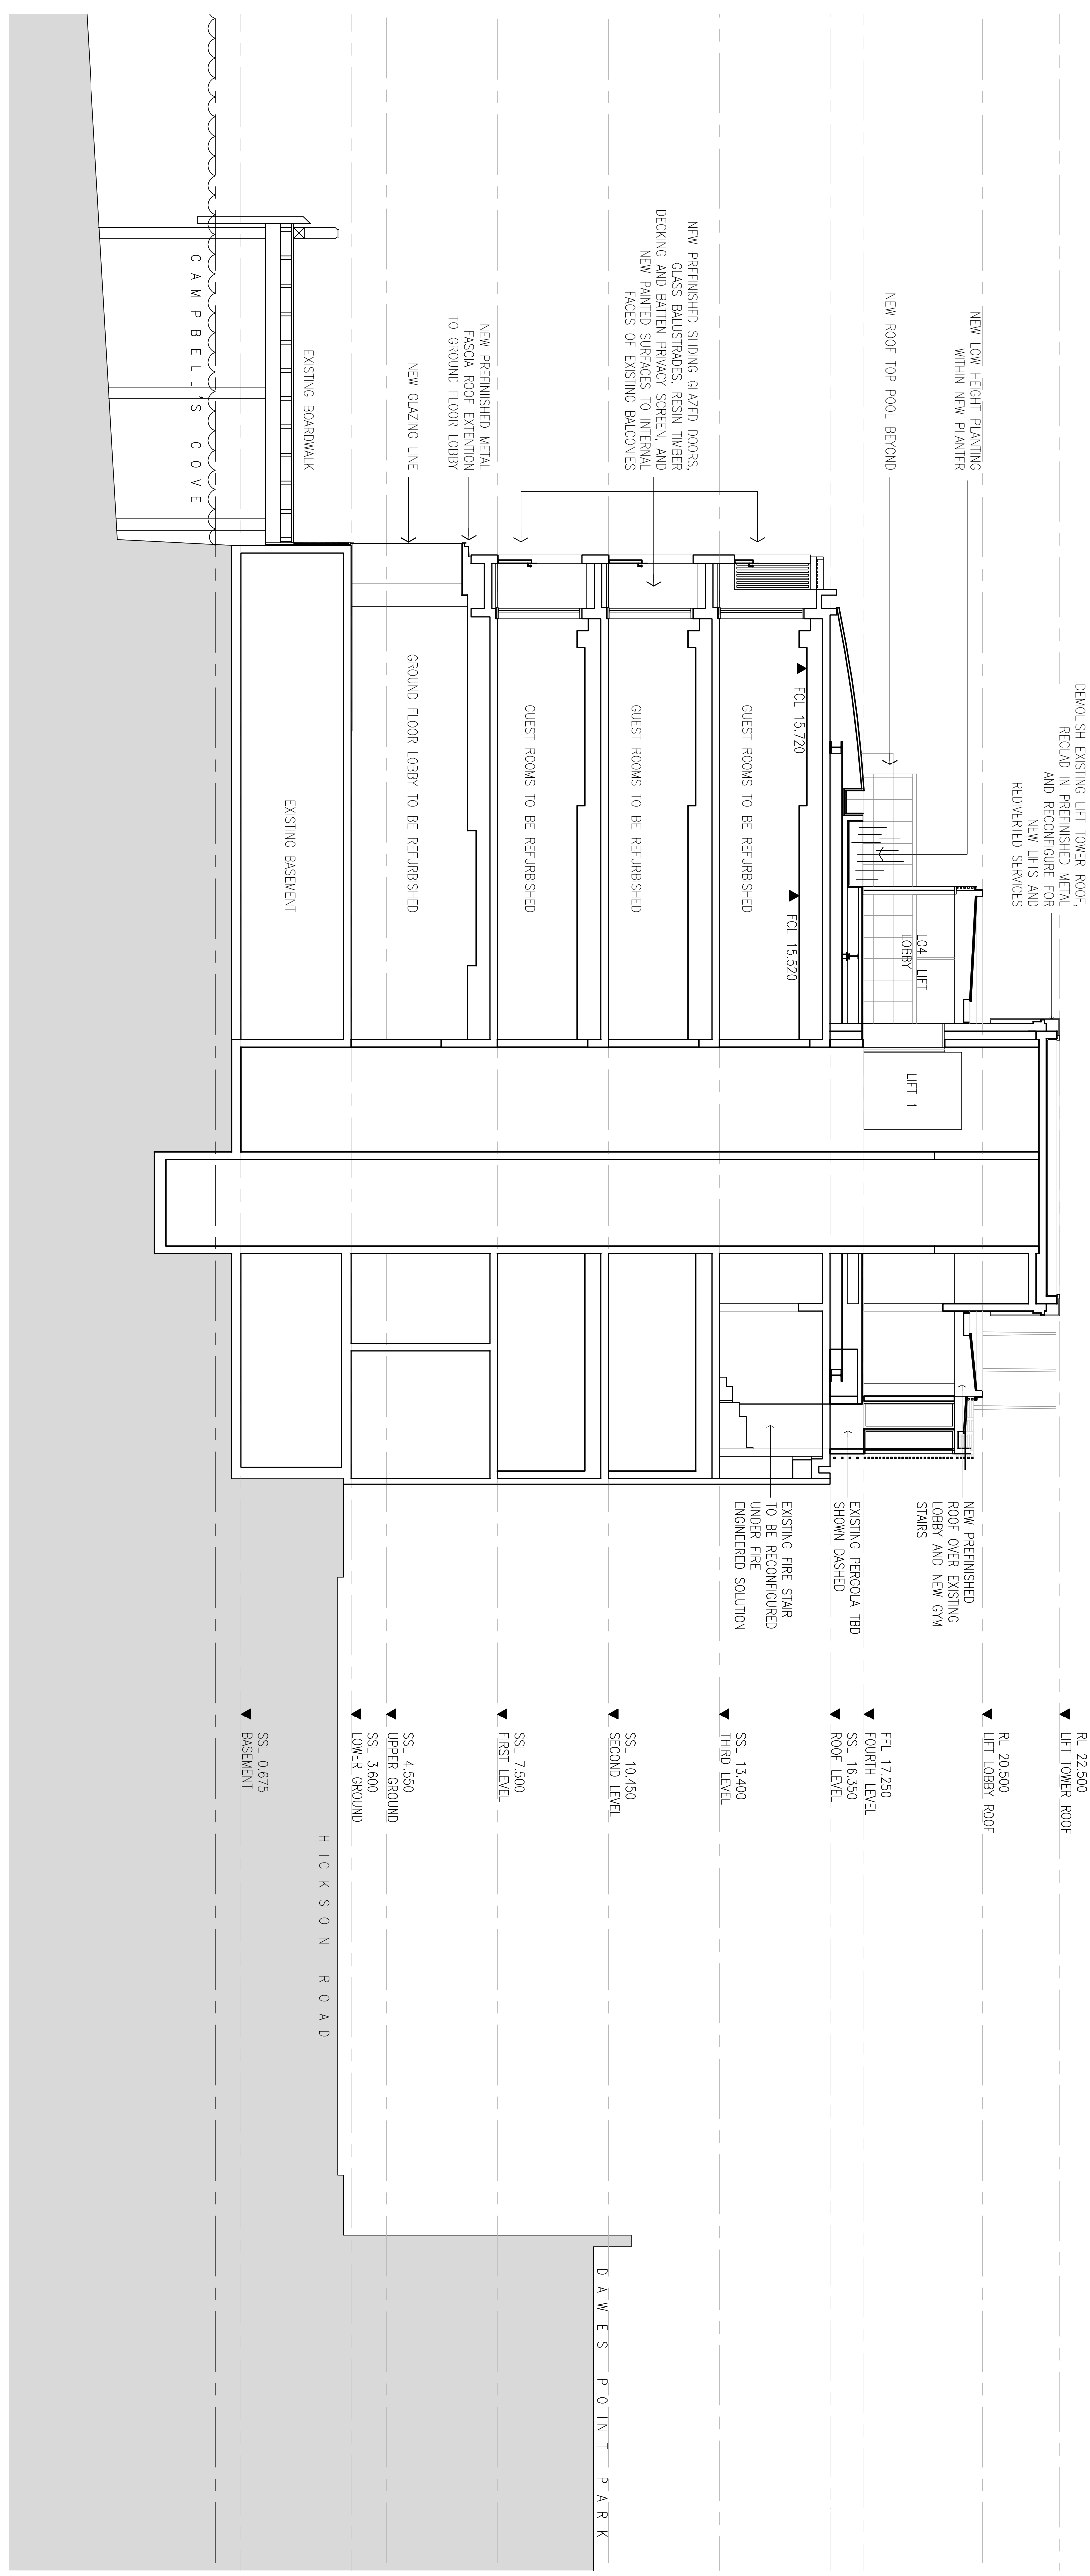 DEMOLISH EXISTING LIFT TOWER ROOF,
RECLAD IN PREFINISHED METAL
AND RECONFIGURE FOR
NEW LIFTS AND
REDIVERTED SERVICES
NEW LOW HEIGHT PLANTING
WITHIN NEW PLANTER
NEW ROOF TOP POOL BEYOND
NEW PREFINISHED SLIDING GLAZED DOORS,
GLASS BALUSTRADES, RESIN TIMBER
DECKING AND BATTEN PRIVACY SCREEN, AND
NEW PAINTED SURFACES TO INTERNAL
FACES OF EXISTING BALCONIES
NEW PREFINIISHED METAL
FASCIA ROOF EXTENTION
TO GROUND FLOOR LOBBY
NEW GLAZING LINE
EXISTING BOARDWALK
CAMPBELL'S COVE
L04 LIFT
LOBBY
LIFT 1
FCL 15.720
FCL 15.520
GUEST ROOMS TO BE REFURBISHED
GUEST ROOMS TO BE REFURBISHED
GUEST ROOMS TO BE REFURBISHED
GROUND FLOOR LOBBY TO BE REFURBISHED
EXISTING BASEMENT
NEW PREFINISHED
ROOF OVER EXISTING
LOBBY AND NEW GYM
STAIRS
EXISTING PERGOLA TBD
SHOWN DASHED
EXISTING FIRE STAIR
TO BE RECONFIGURED
UNDER FIRE
ENGINEERED SOLUTION
RL 22.500
LIFT TOWER ROOF
RL 20.500
LIFT LOBBY ROOF
FFL 17.250
FOURTH LEVEL
SSL 16.350
ROOF LEVEL
SSL 13.400
THIRD LEVEL
SSL 10.450
SECOND LEVEL
SSL 7.500
FIRST LEVEL
SSL 4.550
UPPER GROUND
SSL 3.600
LOWER GROUND
SSL 0.675
BASEMENT
HICKSON ROAD
DAWES POINT PARK